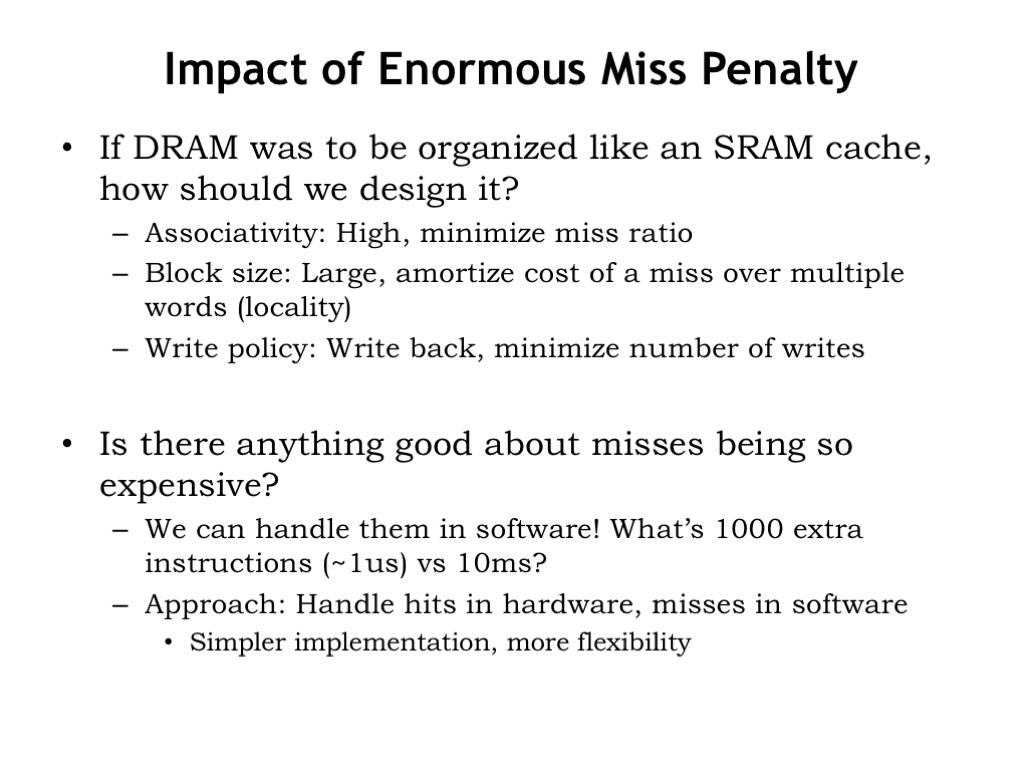 Impact of Enormous Miss Penalty
• If DRAM was to be organized like an SRAM cache,
how should we design it?
– Associativity: High, minimize miss ratio
– Block size: Large, amortize cost of a miss over multiple
words (locality)
– Write policy: Write back, minimize number of writes
• Is there anything good about misses being so
expensive?
– We can handle them in software! What’s 1000 extra
instructions (~1us) vs 10ms?
– Approach: Handle hits in hardware, misses in software
• Simpler implementation, more flexibility